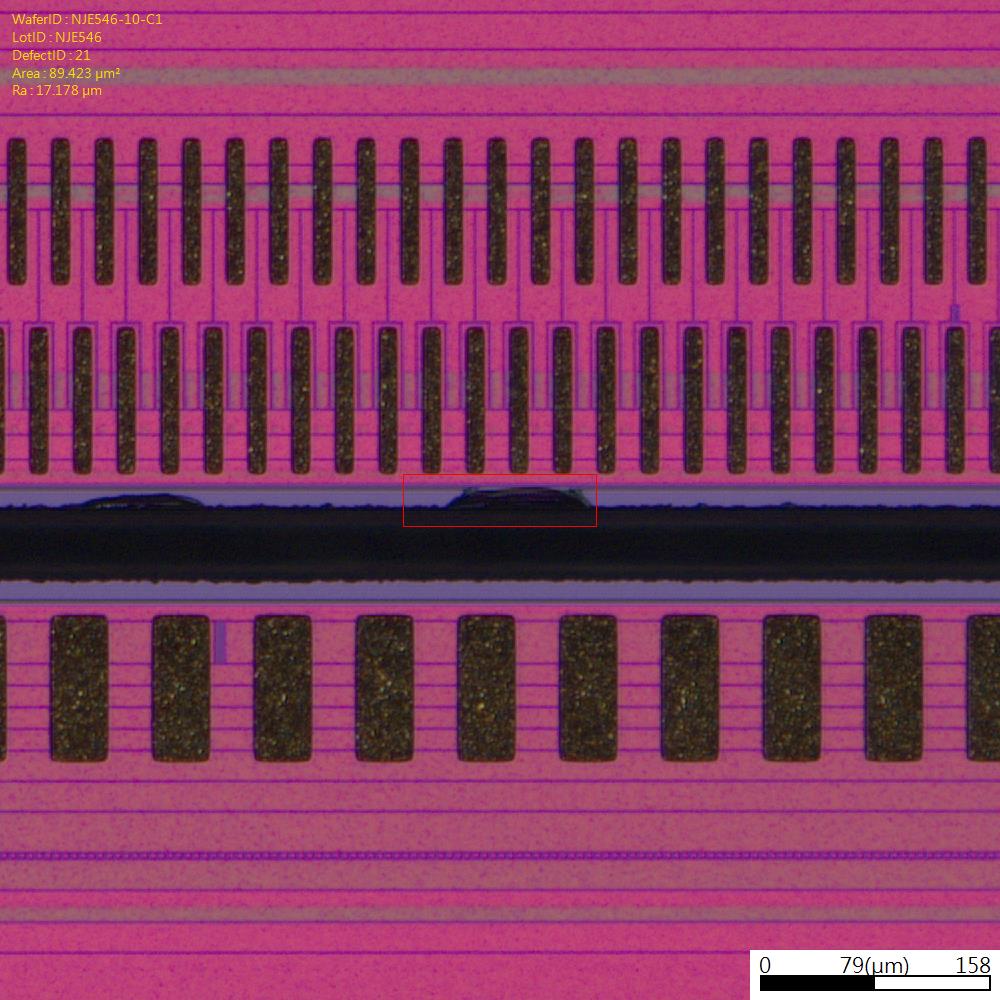 WaferID : NJE546-10-C1
LotID : NJE546
DefectID : 21
Area : 89.423 µm²
Ra : 17.178 µm
0 79(µm) 158